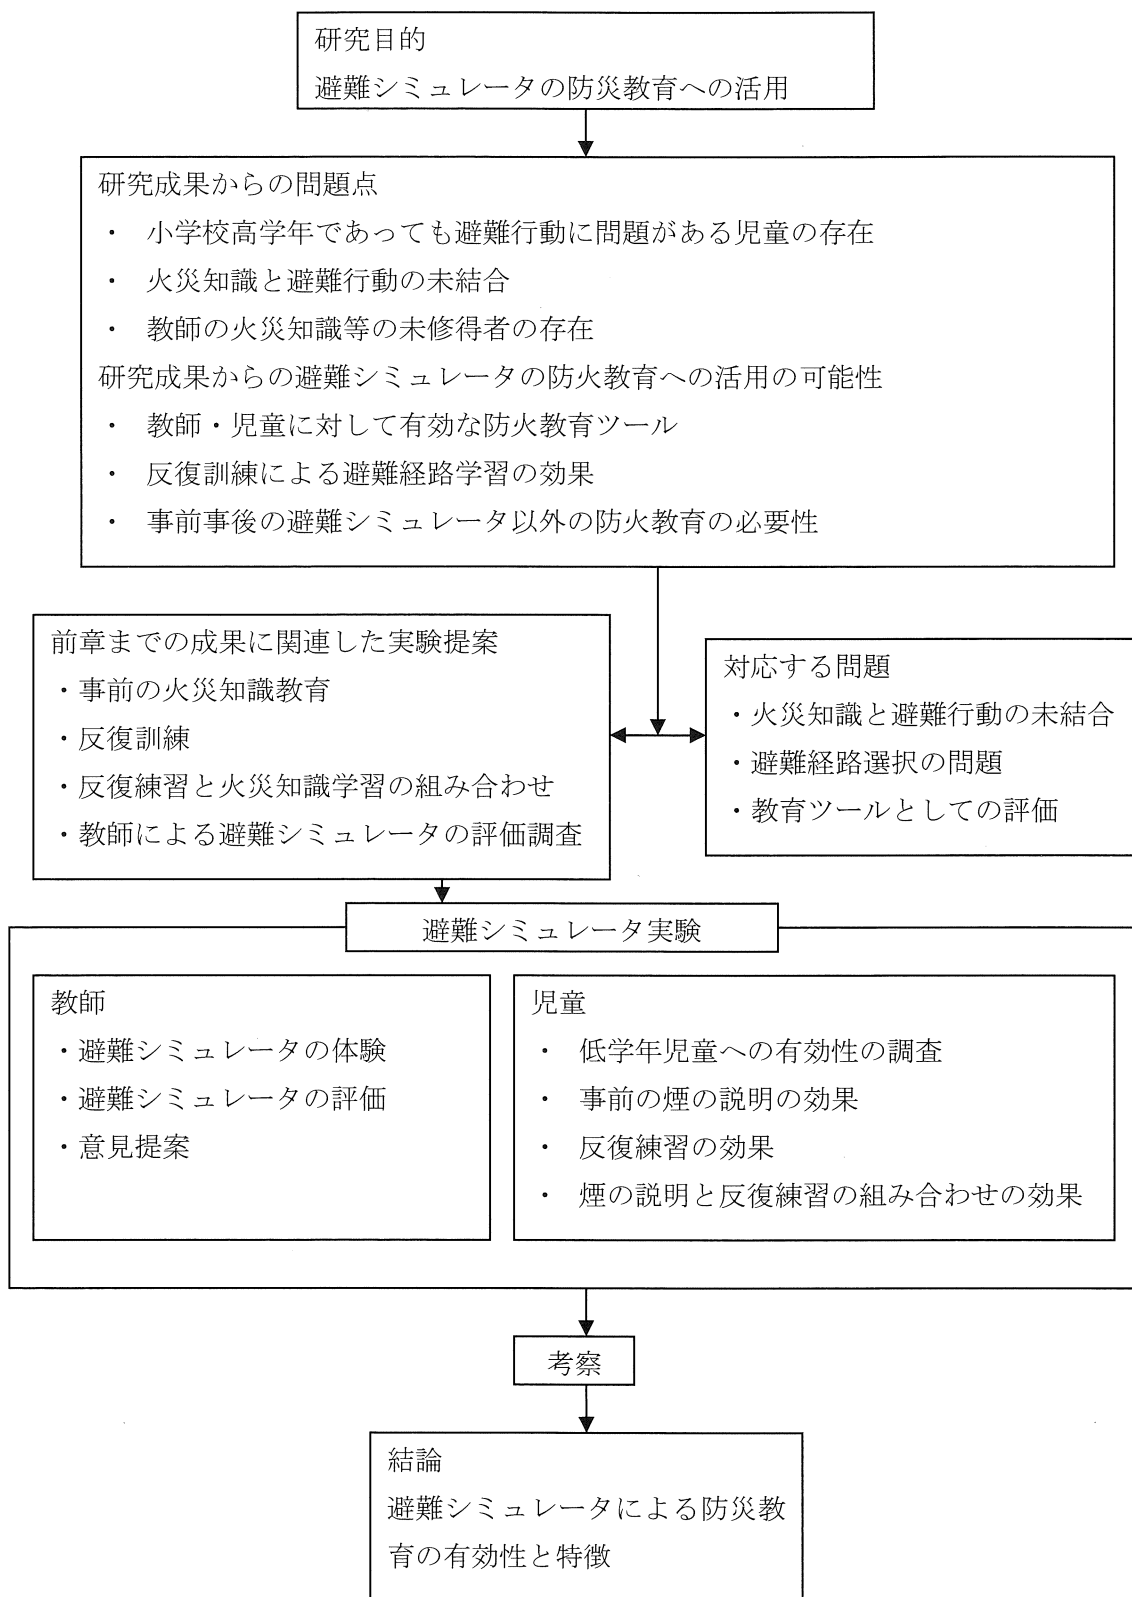 研究目的
避難シミュレータの防災教育への活用
研究成果からの問題点
・ 小学校高学年であっても避難行動に問題がある児童の存在
・ 火災知識と避難行動の未結合
・ 教師の火災知識等の未修得者の存在
研究成果からの避難シミュレータの防火教育への活用の可能性
・ 教師・児童に対して有効な防火教育ツール
・ 反復訓練による避難経路学習の効果
・ 事前事後の避難シミュレータ以外の防火教育の必要性
前章までの成果に関連した実験提案
・事前の火災知識教育
・反復訓練
・反復練習と火災知識学習の組み合わせ
・教師による避難シミュレータの評価調査
対応する問題
・火災知識と避難行動の未結合
・避難経路選択の問題
・教育ツールとしての評価
避難シミュレータ実験
教師
・避難シミュレータの体験
・避難シミュレータの評価
・意見提案
児童
・ 低学年児童への有効性の調査
・ 事前の煙の説明の効果
・ 反復練習の効果
・ 煙の説明と反復練習の組み合わせの効果
考察
結論
避難シミュレータによる防災教
育の有効性と特徴